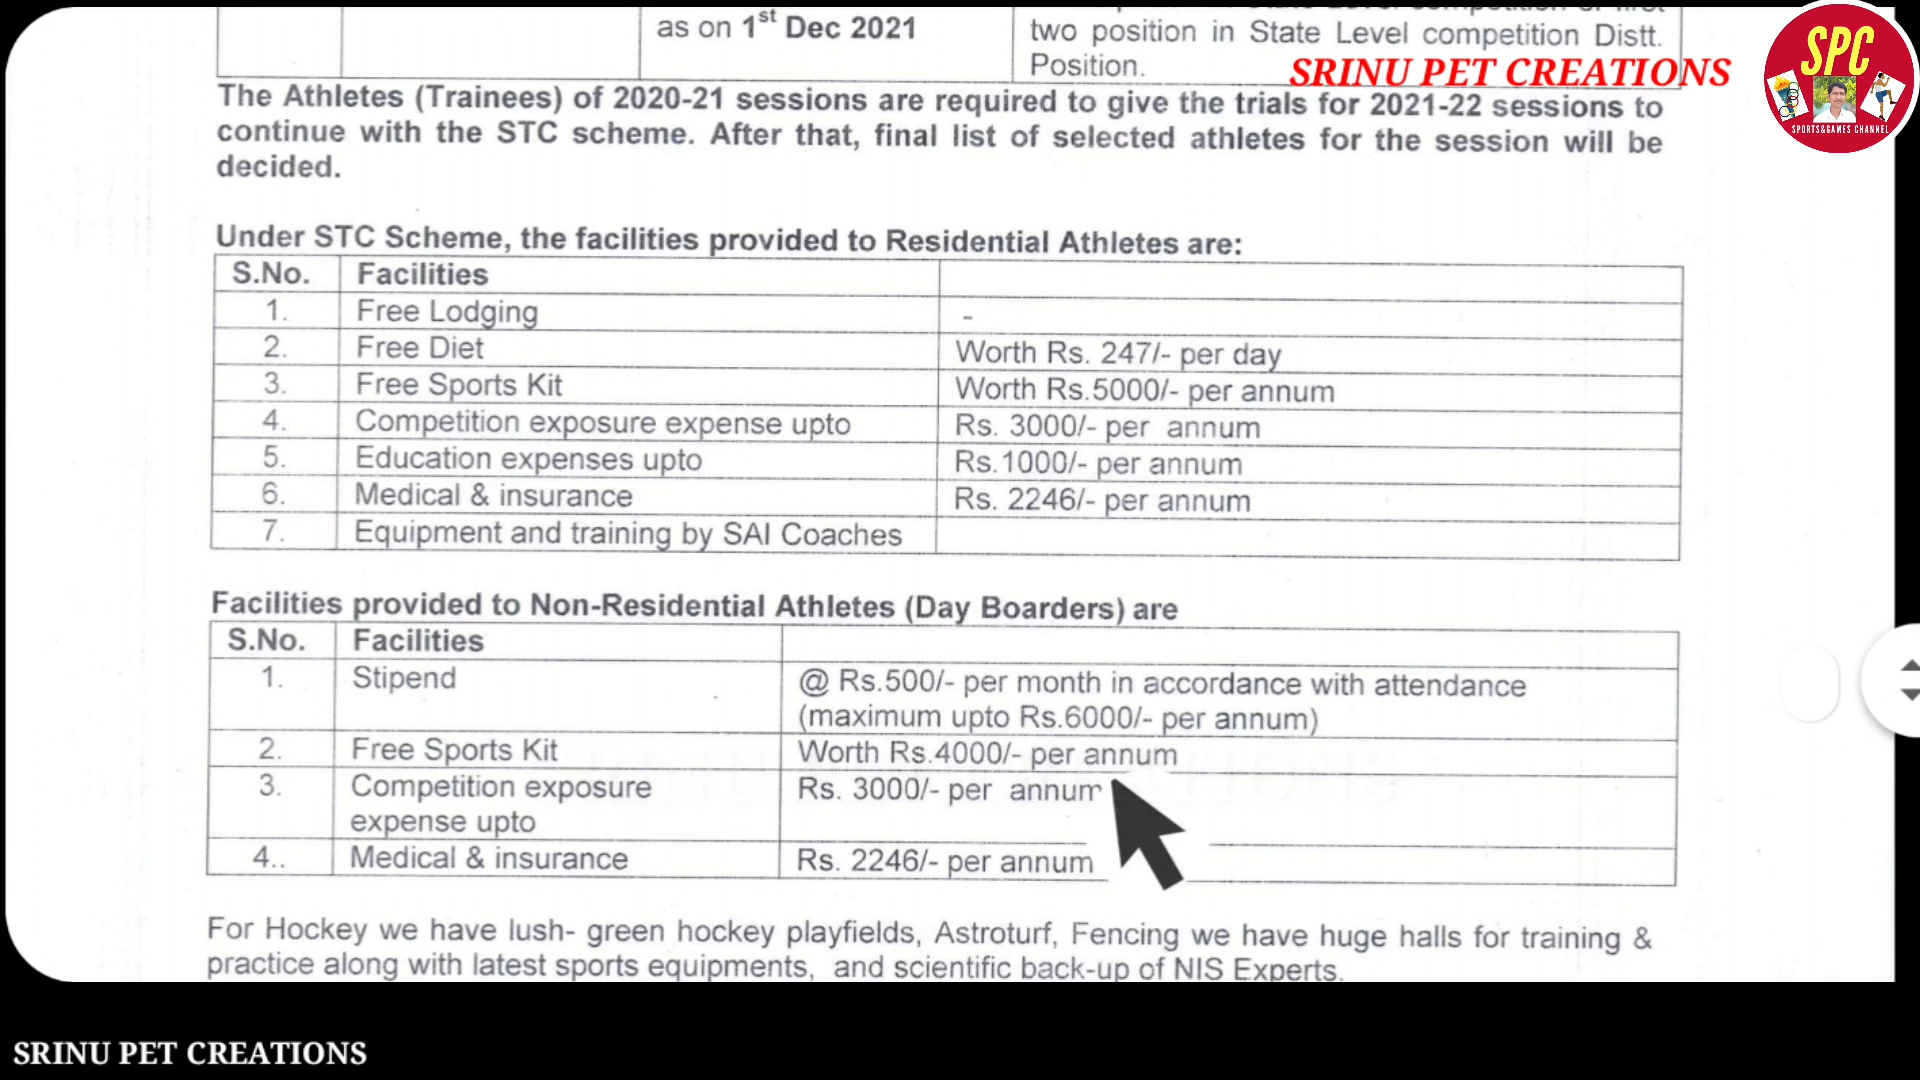 as on 1st Dec 2021
two position in State Level competition Distt.
Position.
SRINU PET CREATIONS
SPC
SPORTS&GAMES CHANNEL
The Athletes (Trainees) of 2020-21 sessions are required to give the trials for 2021-22 sessions to
continue with the STC scheme. After that, final list of selected athletes for the session will be
decided.
Under STC Scheme, the facilities provided to Residential Athletes are:
S.No. Facilities
1. Free Lodging -
2. Free Diet Worth Rs. 247/- per day
3. Free Sports Kit Worth Rs.5000/- per annum
4. Competition exposure expense upto Rs. 3000/- per annum
5. Education expenses upto Rs.1000/- per annum
6. Medical & insurance Rs. 2246/- per annum
7. Equipment and training by SAI Coaches
Facilities provided to Non-Residential Athletes (Day Boarders) are
S.No. Facilities
1. Stipend @ Rs.500/- per month in accordance with attendance
(maximum upto Rs.6000/- per annum)
2. Free Sports Kit Worth Rs.4000/- per annum
3. Competition exposure Rs. 3000/- per annum
expense upto
4.. Medical & insurance Rs. 2246/- per annum
For Hockey we have lush- green hockey playfields, Astroturf, Fencing we have huge halls for training &
practice along with latest sports equipments, and scientific back-up of NIS Experts.
SRINU PET CREATIONS